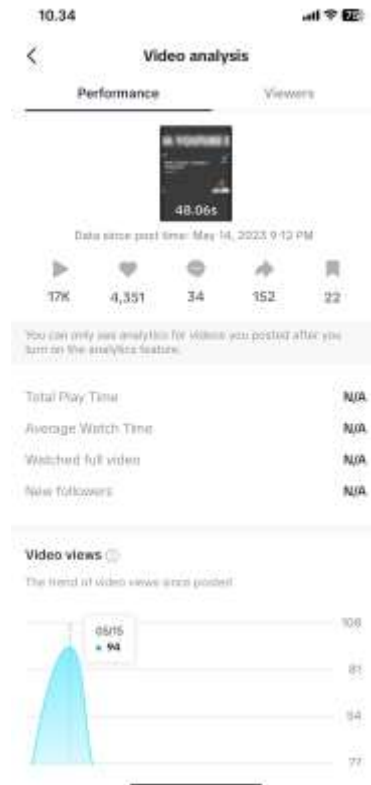 10.34
Video analysis
Performance
Viewers
48.06s
Data since post time: May 14, 2023 9:12 PM
17K
4,351
34
152
22
You can only see analytics for videos you posted after you
turn on the analytics feature.
Total Play Time
N/A
Average Watch Time
N/A
Watched full video
N/A
New followers
N/A
Video views
The trend of video views since posted
05/15
94
108
81